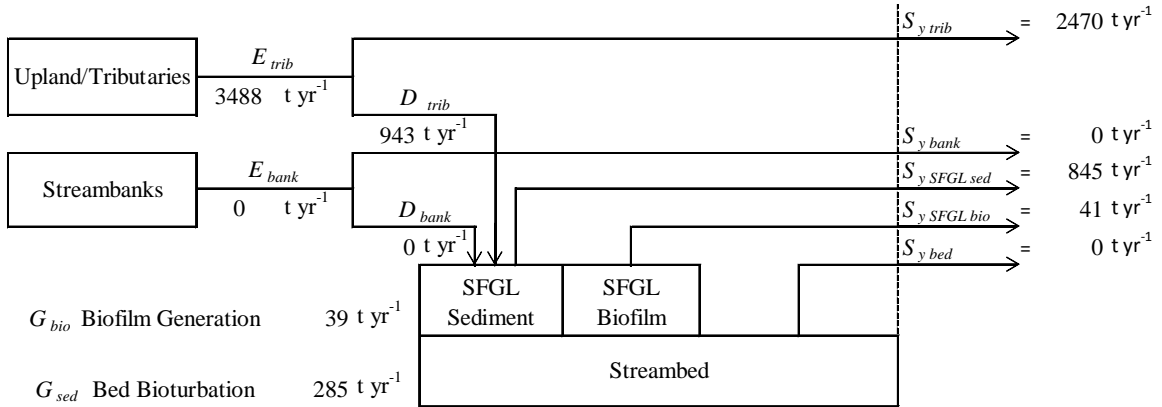 S y trib = 2470 t yr-1
Upland/Tributaries
E trib
3488 t yr-1
D trib
943 t yr-1
S y bank = 0 t yr-1
Streambanks
E bank
0 t yr-1
S y SFGL sed = 845 t yr-1
S y SFGL bio = 41 t yr-1
D bank
0 t yr-1
S y bed = 0 t yr-1
SFGL
Sediment
SFGL
Biofilm
G bio Biofilm Generation 39 t yr-1
Streambed
G sed Bed Bioturbation 285 t yr-1